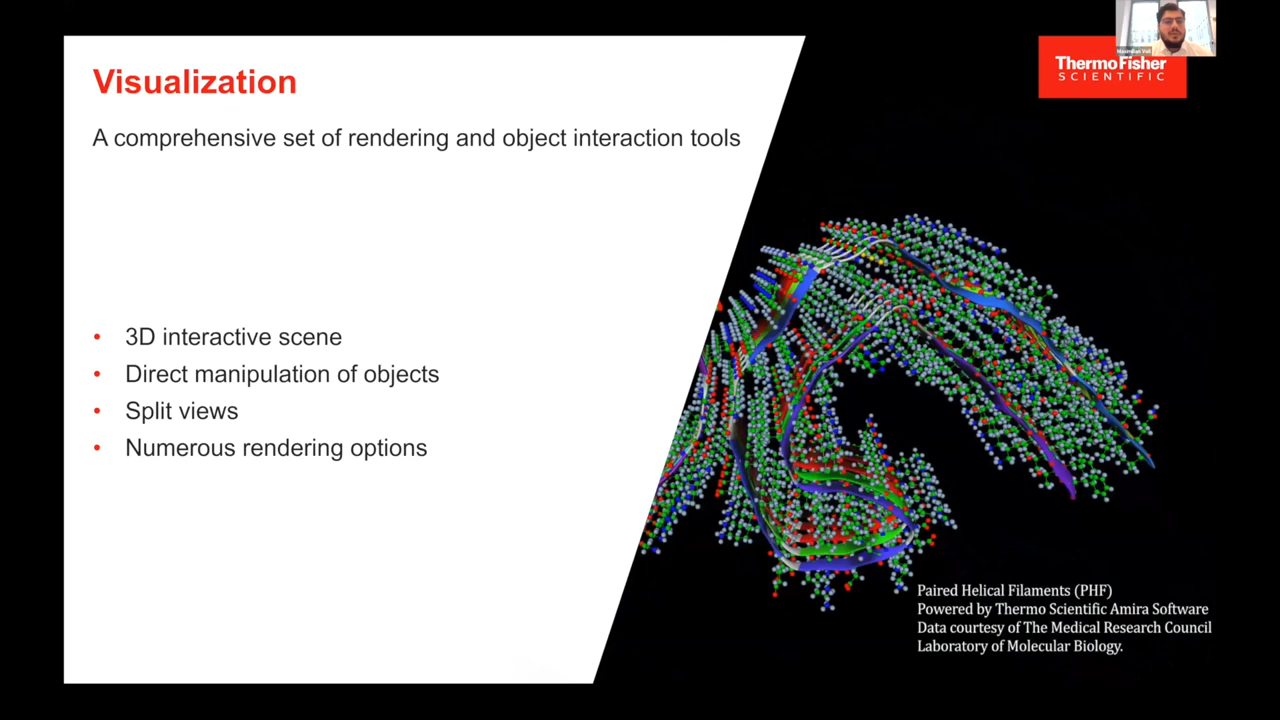 Visualization
A comprehensive set of rendering and object interaction tools
• 3D interactive scene
• Direct manipulation of objects
• Split views
• Numerous rendering options
ThermoFisher
SCIENTIFIC
Paired Helical Filaments (PHF)
Powered by Thermo Scientific Amira Software
Data courtesy of The Medical Research Council
Laboratory of Molecular Biology.